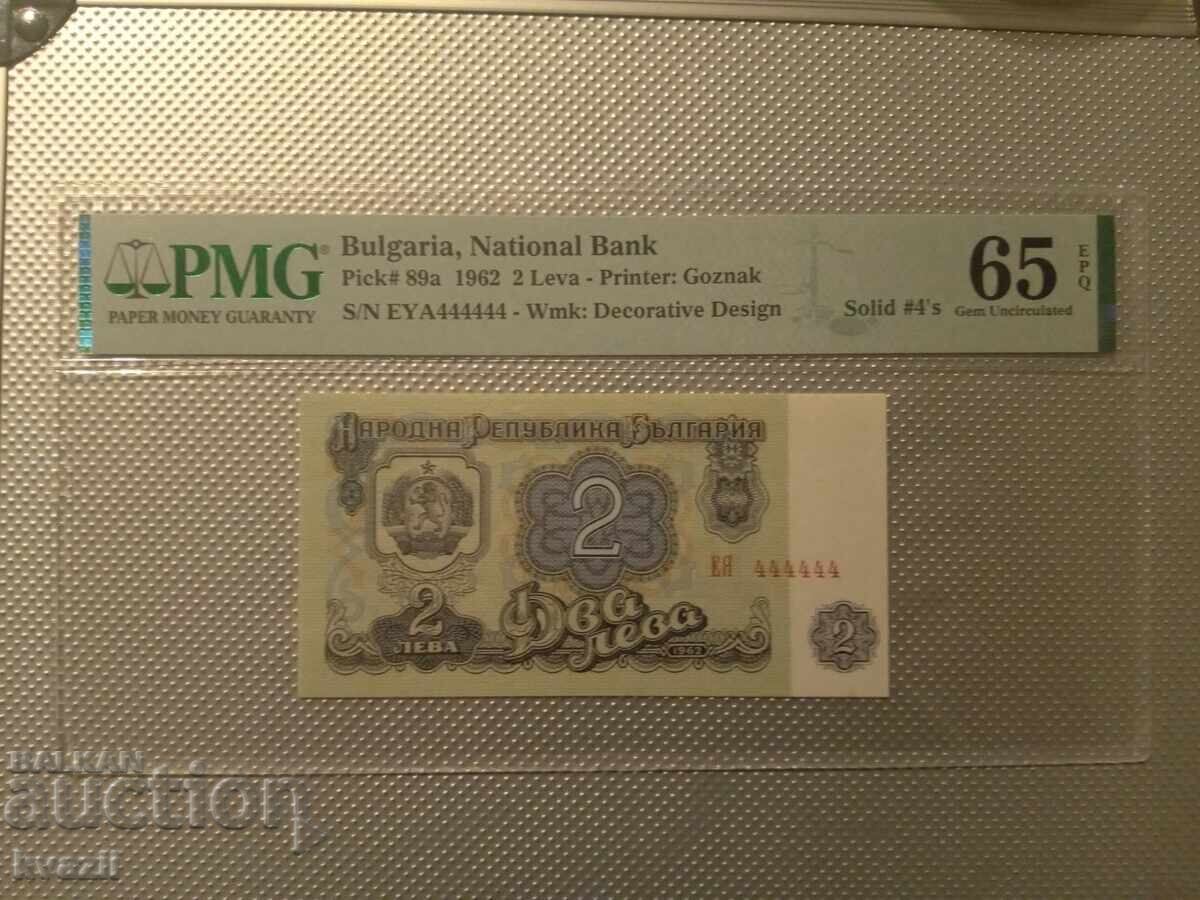 PMG®
PAPER MONEY GUARANTY
Bulgaria, National Bank
Pick# 89a 1962 2 Leva - Printer: Goznak
S/N EYA444444 - Wmk: Decorative Design
Solid #4's
65 EPQ
Gem Uncirculated
НАРОДНА РЕПУБЛИКА БЪЛГАРИЯ
2
ЕЯ 444444
2
ЛЕВА
Два
лева
1962
2
BALKAN
auction
kvazil